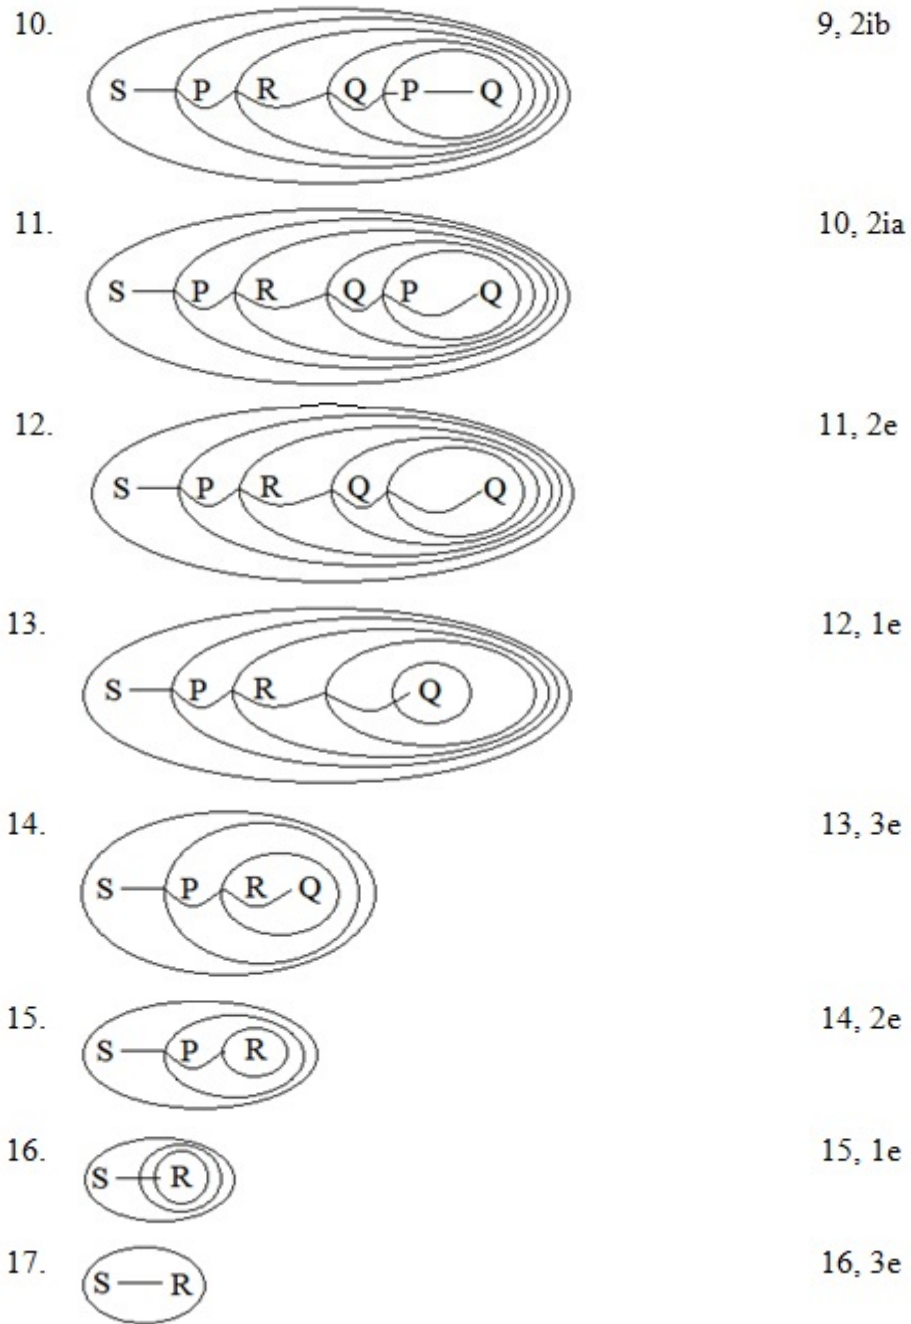 10. S P R Q P Q 9, 2ib
11. S P R Q P Q 10, 2ia
12. S P R Q Q 11, 2e
13. S P R Q 12, 1e
14. S P R Q 13, 3e
15. S P R 14, 2e
16. S R 15, 1e
17. S R 16, 3e